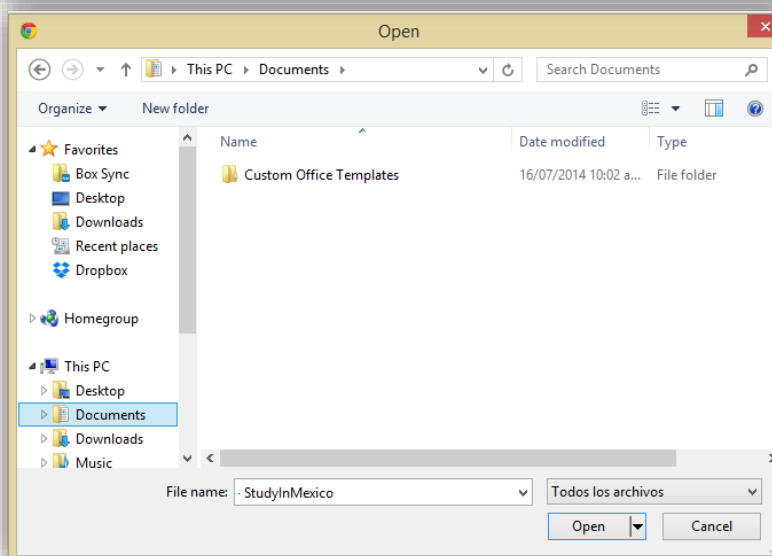 Open
This PC Documents Search Documents
Organize New folder
Name Date modified Type
Custom Office Templates 16/07/2014 10:02 a... File folder
Favorites
Box Sync
Desktop
Downloads
Recent places
Dropbox
Homegroup
This PC
Desktop
Documents
Downloads
Music
File name: · StudyInMexico Todos los archivos
Open Cancel